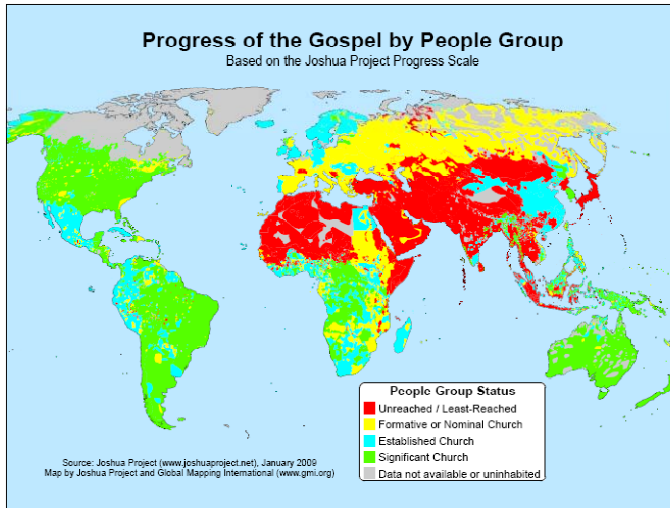 Progress of the Gospel by People Group
Based on the Joshua Project Progress Scale
People Group Status
Unreached / Least-Reached
Formative or Nominal Church
Established Church
Significant Church
Data not available or uninhabited
Source: Joshua Project (www.joshuaproject.net), January 2009
Map by Joshua Project and Global Mapping International (www.gmi.org)